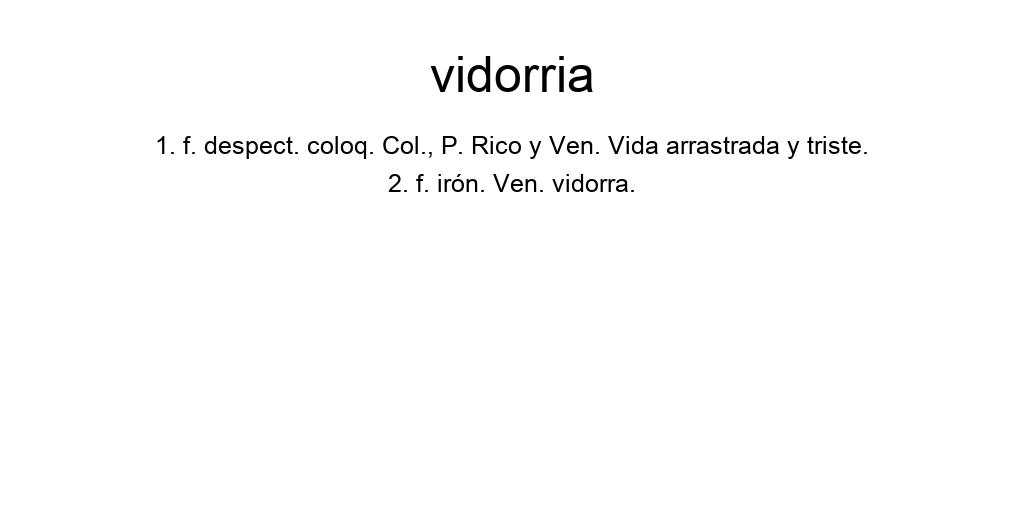 vidorria
1. f. despect. coloq. Col., P. Rico y Ven. Vida arrastrada y triste.
2. f. irón. Ven. vidorra.